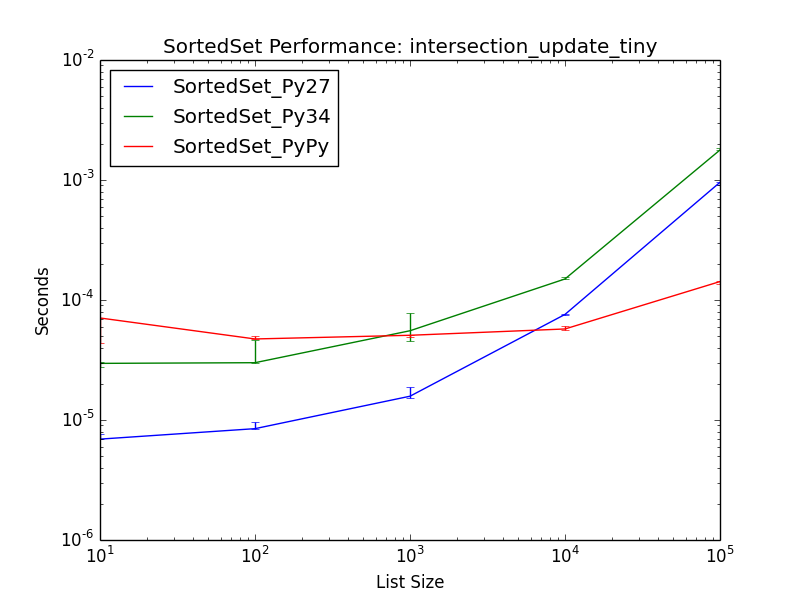 SortedSet Performance: intersection_update_tiny
SortedSet_Py27
SortedSet_Py34
SortedSet_PyPy
Seconds
10^-2
10^-3
10^-4
10^-5
10^-6
10^1 10^2 10^3 10^4 10^5
List Size